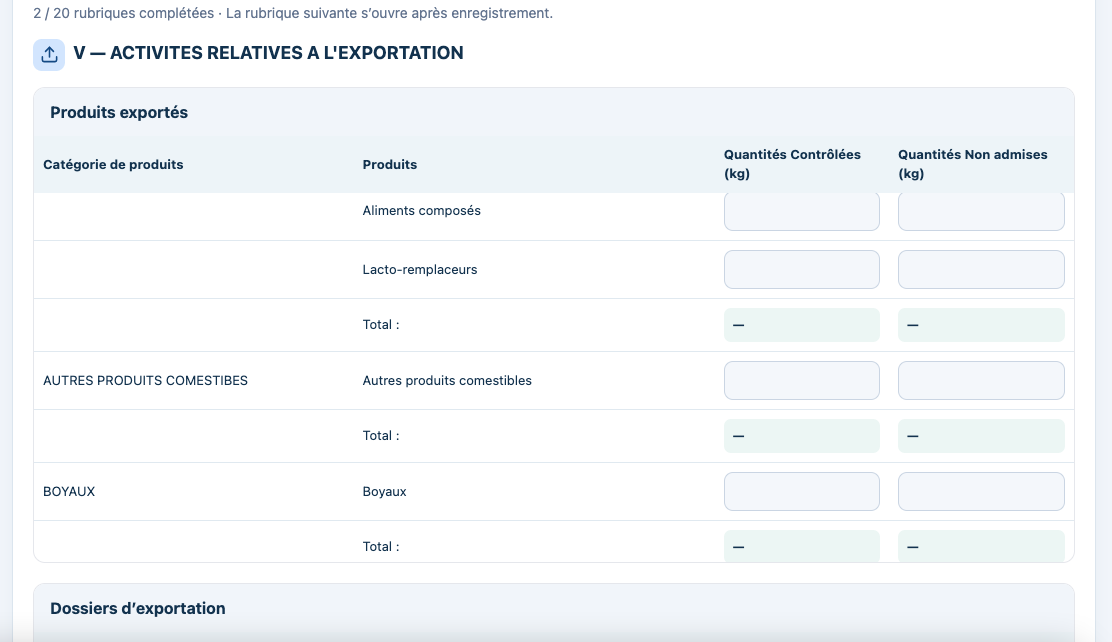 2 / 20 rubriques complétées · La rubrique suivante s’ouvre après enregistrement.
V — ACTIVITES RELATIVES A L'EXPORTATION
Produits exportés
Catégorie de produits Produits Quantités Contrôlées (kg) Quantités Non admises (kg)
Aliments composés
Lacto-remplaceurs
Total : — —
AUTRES PRODUITS COMESTIBES Autres produits comestibles
Total : — —
BOYAUX Boyaux
Total : — —
Dossiers d’exportation